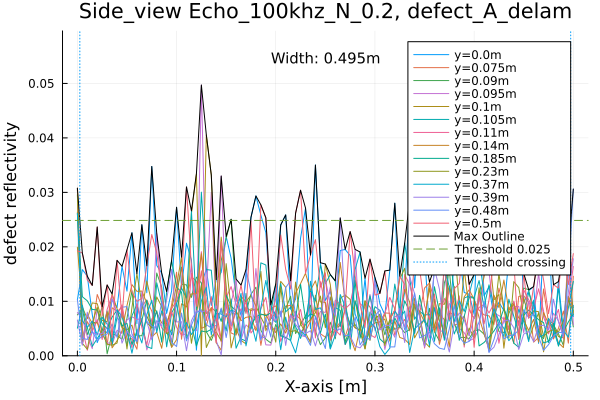 Side_view Echo_100khz_N_0.2, defect_A_delam
Width: 0.495m
y=0.0m
y=0.075m
y=0.09m
y=0.095m
y=0.1m
y=0.105m
y=0.11m
y=0.14m
y=0.185m
y=0.23m
y=0.37m
y=0.39m
y=0.48m
y=0.5m
Max Outline
Threshold 0.025
Threshold crossing
defect reflectivity
0.05
0.04
0.03
0.02
0.01
0.00
0.0 0.1 0.2 0.3 0.4 0.5
X-axis [m]